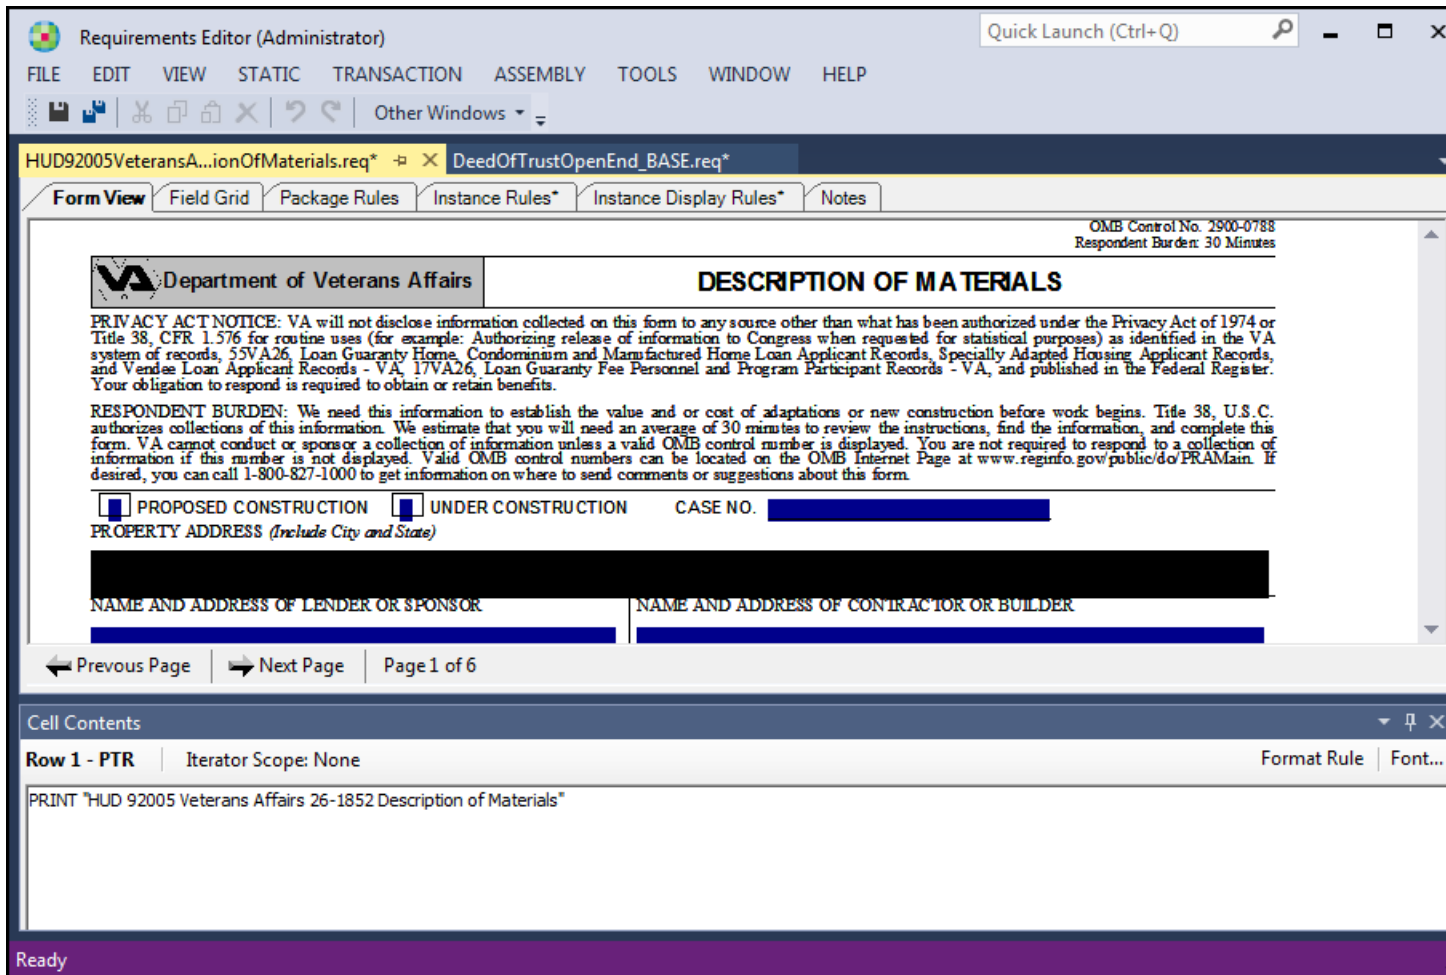 Requirements Editor (Administrator)
Quick Launch (Ctrl+Q)
FILE EDIT VIEW STATIC TRANSACTION ASSEMBLY TOOLS WINDOW HELP
Other Windows
HUD92005VeteransA...ionOfMaterials.req* DeedOfTrustOpenEnd_BASE.req*
Form View Field Grid Package Rules Instance Rules* Instance Display Rules* Notes
OMB Control No. 2900-0788
Respondent Burden: 30 Minutes
VA Department of Veterans Affairs
DESCRIPTION OF MATERIALS
PRIVACY ACT NOTICE: VA will not disclose information collected on this form to any source other than what has been authorized under the Privacy Act of 1974 or
Title 38, CFR 1.576 for routine uses (for example: Authorizing release of information to Congress when requested for statistical purposes) as identified in the VA
system of records, 55VA26, Loan Guaranty Home, Condominium and Manufactured Home Loan Applicant Records, Specially Adapted Housing Applicant Records,
and Vendee Loan Applicant Records - VA, 17VA26, Loan Guaranty Fee Personnel and Program Participant Records - VA, and published in the Federal Register.
Your obligation to respond is required to obtain or retain benefits.
RESPONDENT BURDEN: We need this information to establish the value and or cost of adaptations or new construction before work begins. Title 38, U.S.C.
authorizes collections of this information. We estimate that you will need an average of 30 minutes to review the instructions, find the information, and complete this
form. VA cannot conduct or sponsor a collection of information unless a valid OMB control number is displayed. You are not required to respond to a collection of
information if this number is not displayed. Valid OMB control numbers can be located on the OMB Internet Page at www.reginfo.gov/public/do/PRAMain. If
desired, you can call 1-800-827-1000 to get information on where to send comments or suggestions about this form.
PROPOSED CONSTRUCTION UNDER CONSTRUCTION CASE NO.
PROPERTY ADDRESS (Include City and State)
NAME AND ADDRESS OF LENDER OR SPONSOR NAME AND ADDRESS OF CONTRACTOR OR BUILDER
Prevous Page Next Page Page 1 of 6
Cell Contents
Row 1 - PTR Iterator Scope: None Format Rule Font...
PRINT "HUD 92005 Veterans Affairs 26-1852 Description of Materials"
Ready